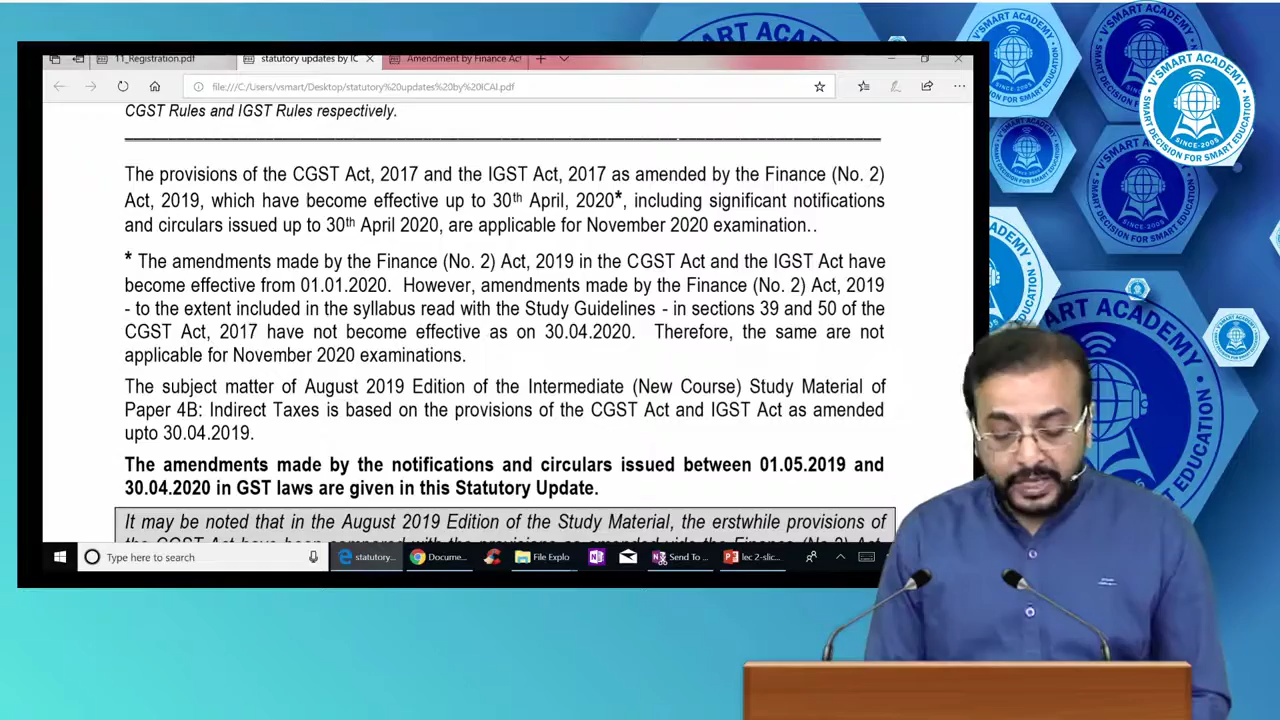 V'SMART ACADEMY
V'SMART ACADEMY
V'SMART ACADEMY
SMART DECISION FOR SMART EDUCATION
SINCE-2005
11_Registration.pdf
statutory updates by IC
Amendment by Finance Act
file:///C:/Users/vsmart/Desktop/statutory%20updates%20by%20ICAI.pdf
CGST Rules and IGST Rules respectively.
The provisions of the CGST Act, 2017 and the IGST Act, 2017 as amended by the Finance (No. 2)
Act, 2019, which have become effective up to 30th April, 2020*, including significant notifications
and circulars issued up to 30th April 2020, are applicable for November 2020 examination..
* The amendments made by the Finance (No. 2) Act, 2019 in the CGST Act and the IGST Act have
become effective from 01.01.2020. However, amendments made by the Finance (No. 2) Act, 2019
- to the extent included in the syllabus read with the Study Guidelines - in sections 39 and 50 of the
CGST Act, 2017 have not become effective as on 30.04.2020. Therefore, the same are not
applicable for November 2020 examinations.
The subject matter of August 2019 Edition of the Intermediate (New Course) Study Material of
Paper 4B: Indirect Taxes is based on the provisions of the CGST Act and IGST Act as amended
upto 30.04.2019.
The amendments made by the notifications and circulars issued between 01.05.2019 and
30.04.2020 in GST laws are given in this Statutory Update.
It may be noted that in the August 2019 Edition of the Study Material, the erstwhile provisions of
Type here to search
statutory...
Docume...
File Explo
Send To ...
lec 2-slic...